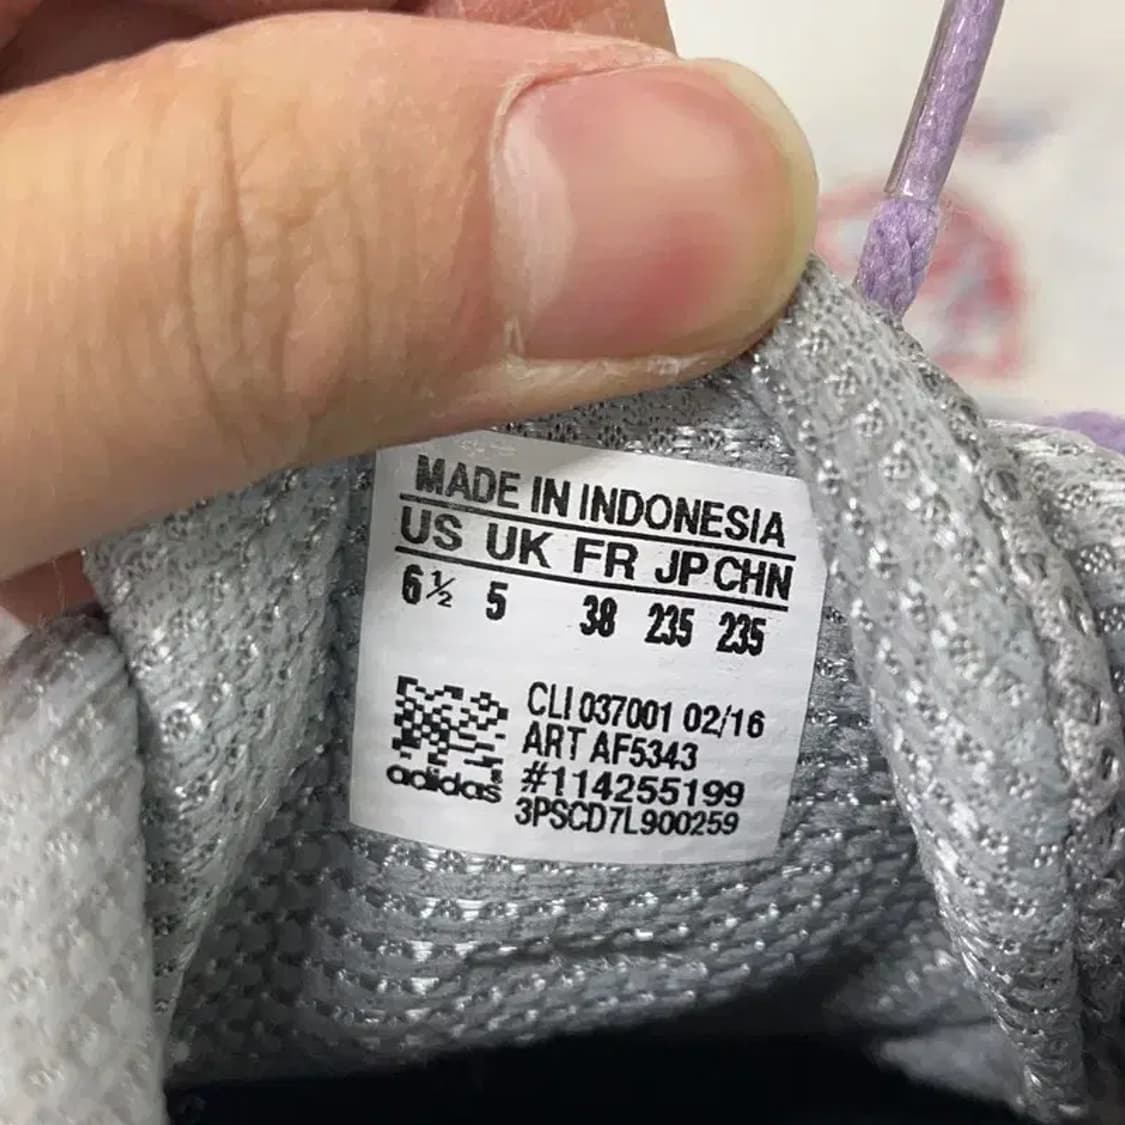 MADE IN INDONESIA
US UK FR JP CHN
6½ 5 38 235 235
CLI 037001 02/16
ART AF5343
#114255199
adidas
3PSCD7L900259